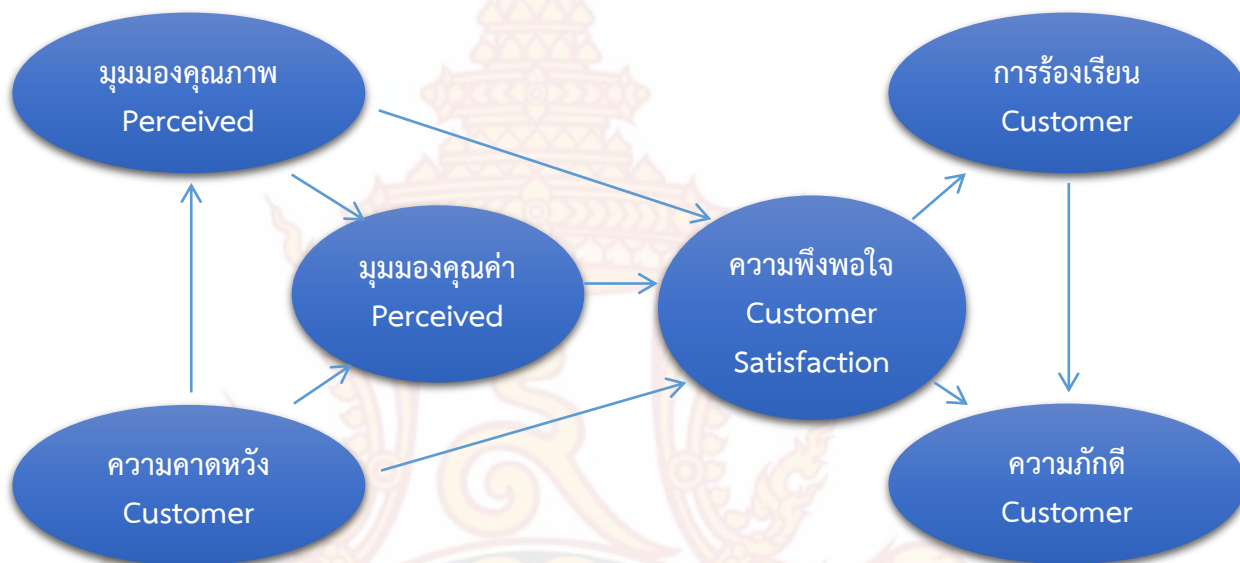 มุมมองคุณภาพ
Perceived
การร้องเรียน
Customer
มุมมองคุณค่า
Perceived
ความพึงพอใจ
Customer
Satisfaction
ความคาดหวัง
Customer
ความภักดี
Customer